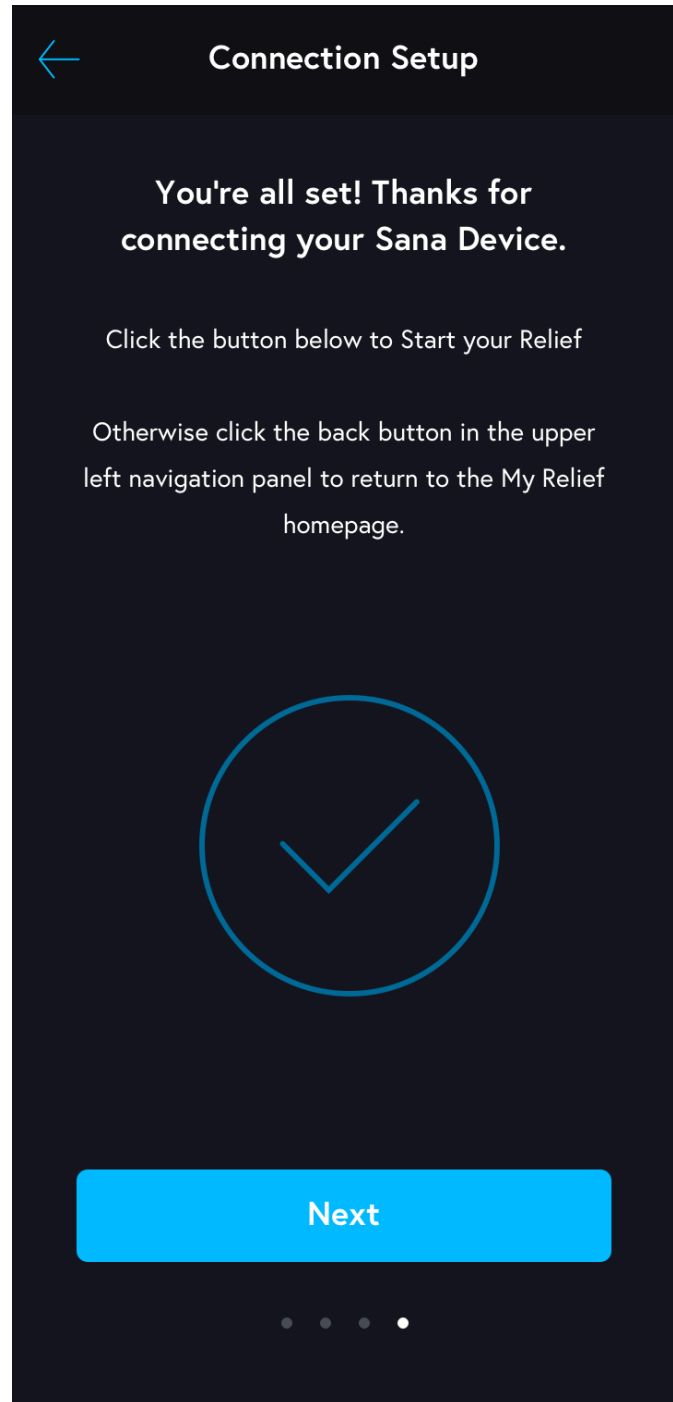 Connection Setup
You're all set! Thanks for
connecting your Sana Device.
Click the button below to Start your Relief
Otherwise click the back button in the upper
left navigation panel to return to the My Relief
homepage.
Next